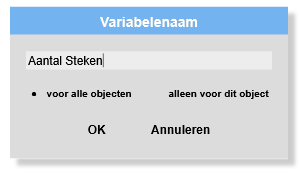 Variabelenaam
Aantal Steken
voor alle objecten alleen voor dit object
OK Annuleren